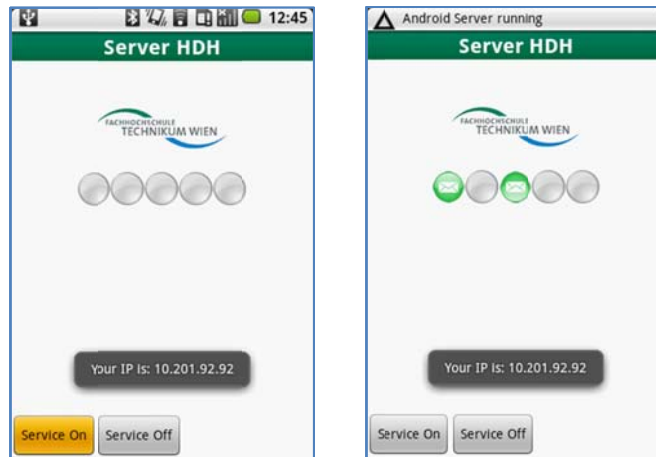 12:45
Server HDH
FACHHOCHSCHULE
TECHNIKUM WIEN
Your IP is: 10.201.92.92
Service On Service Off
Android Server running
Server HDH
FACHHOCHSCHULE
TECHNIKUM WIEN
Your IP is: 10.201.92.92
Service On Service Off